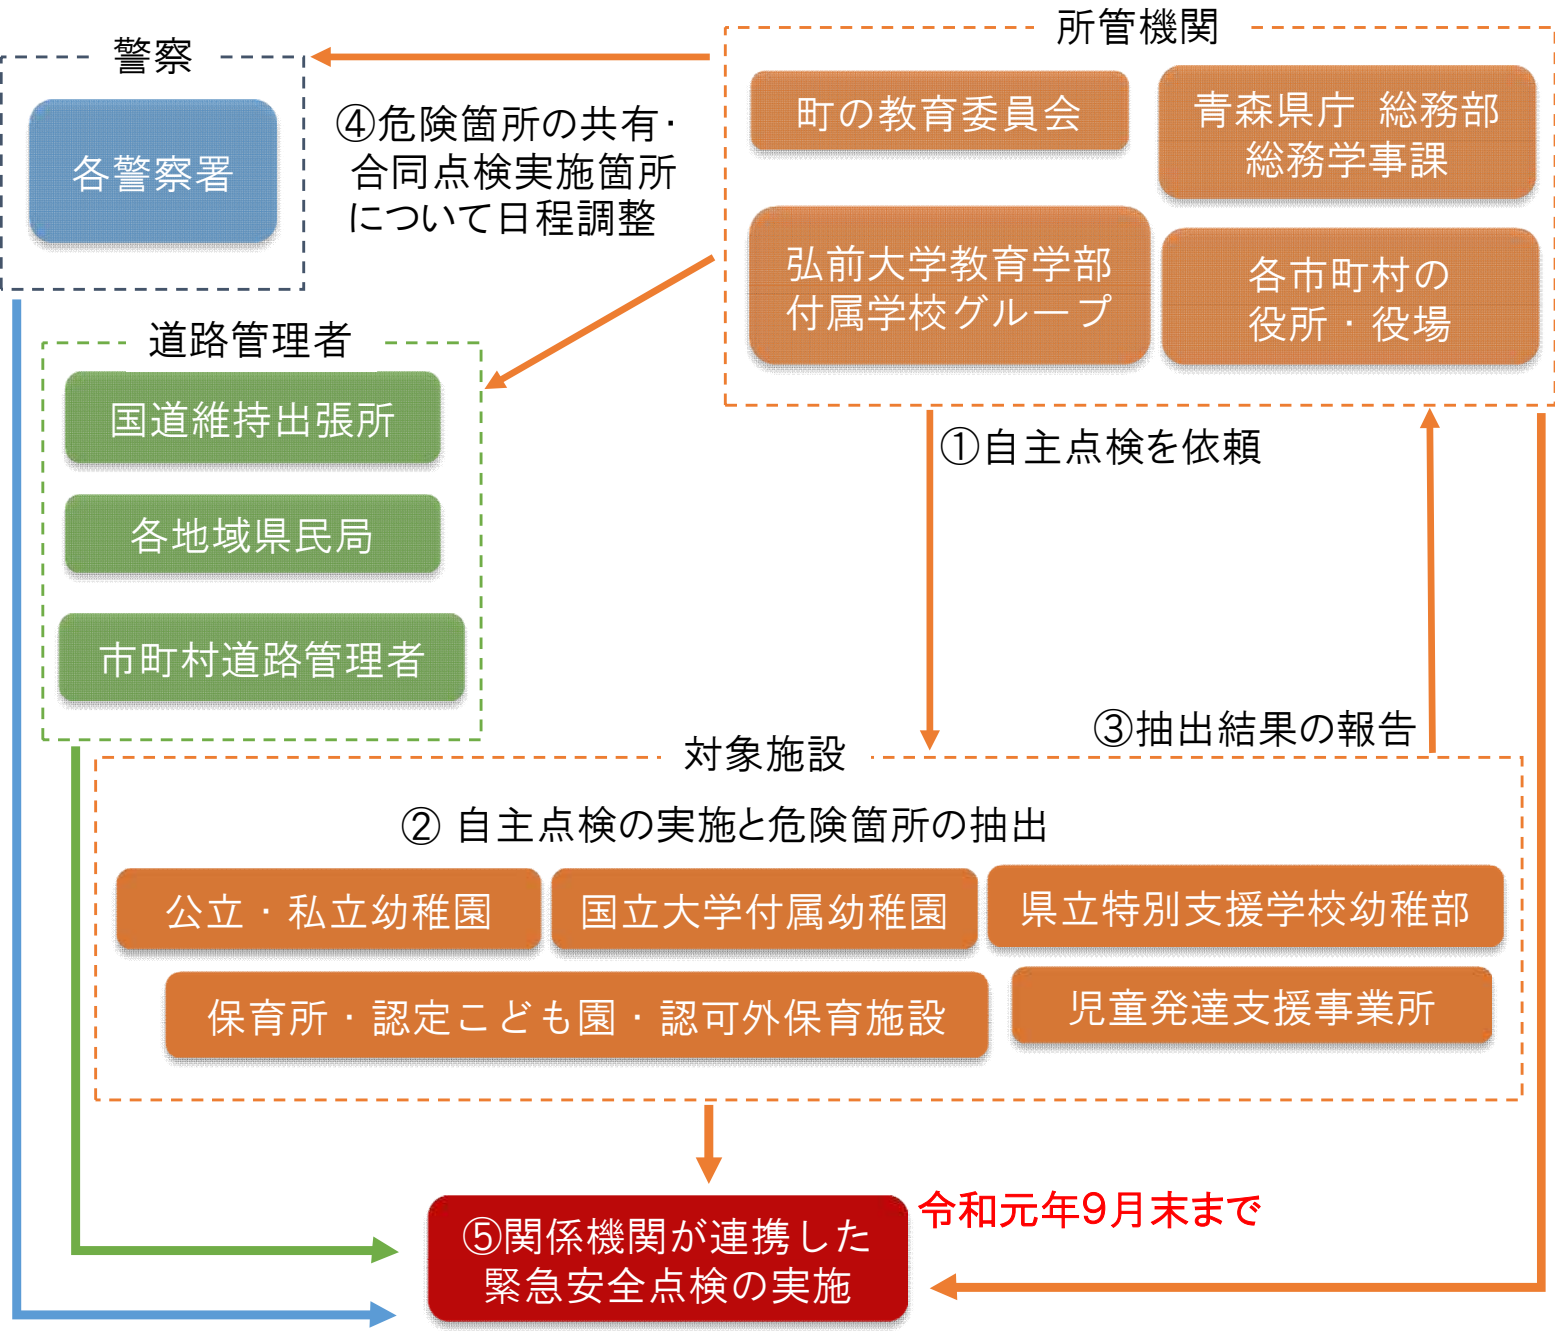 所管機関
町の教育委員会
青森県庁 総務部
総務学事課
弘前大学教育学部
付属学校グループ
各市町村の
役所・役場
警察
各警察署
④危険箇所の共有・
合同点検実施箇所
について日程調整
道路管理者
国道維持出張所
各地域県民局
市町村道路管理者
①自主点検を依頼
③抽出結果の報告
対象施設
② 自主点検の実施と危険箇所の抽出
公立・私立幼稚園
国立大学付属幼稚園
県立特別支援学校幼稚部
保育所・認定こども園・認可外保育施設
児童発達支援事業所
令和元年9月末まで
⑤関係機関が連携した
緊急安全点検の実施